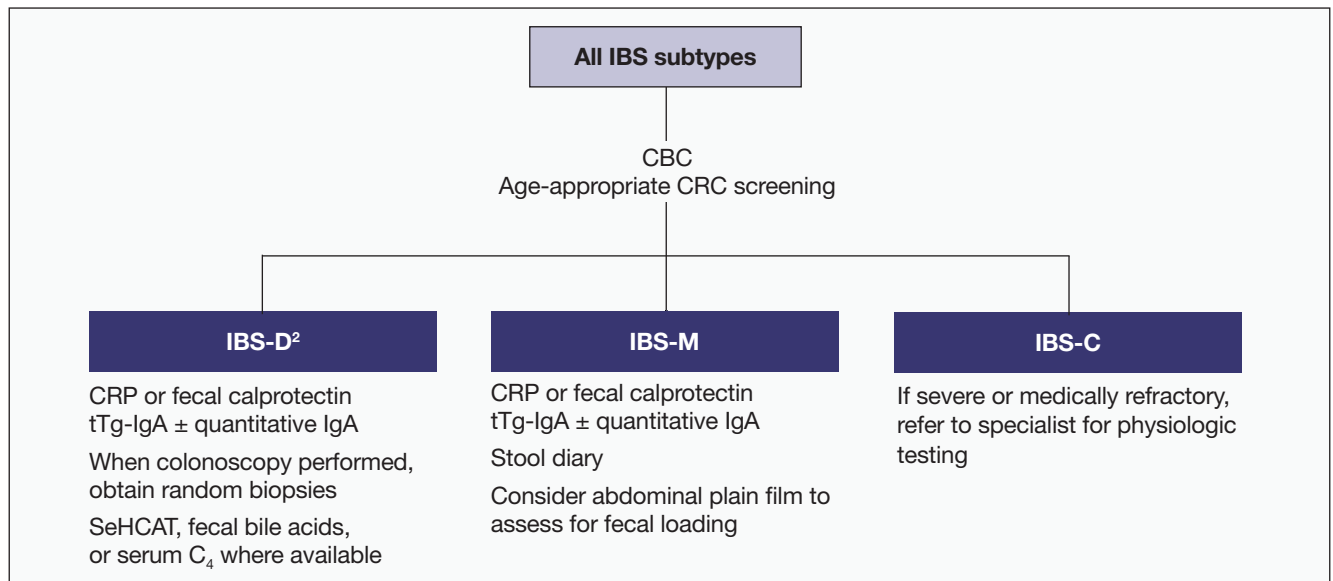 All IBS subtypes
CBC
Age-appropriate CRC screening
IBS-D²
CRP or fecal calprotectin
tTg-IgA ± quantitative IgA
When colonoscopy performed,
obtain random biopsies
SeHCAT, fecal bile acids,
or serum C₄ where available
IBS-M
CRP or fecal calprotectin
tTg-IgA ± quantitative IgA
Stool diary
Consider abdominal plain film to
assess for fecal loading
IBS-C
If severe or medically refractory,
refer to specialist for physiologic
testing